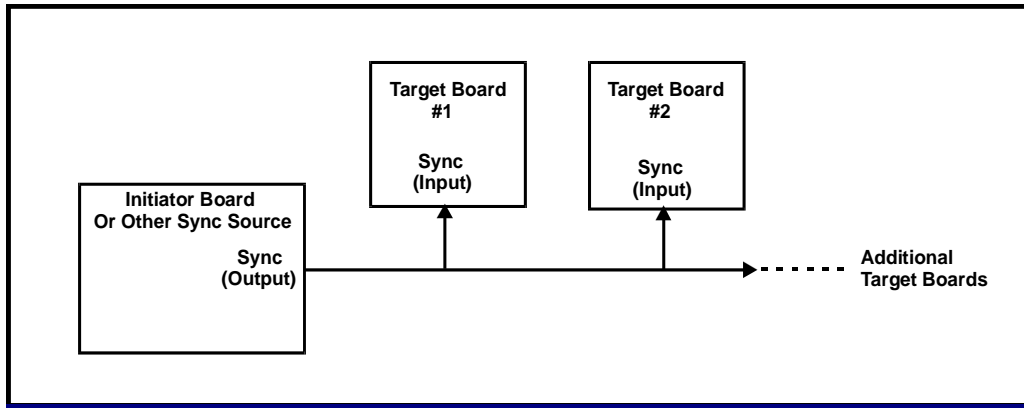 Target Board
#1
Sync
(Input)
Target Board
#2
Sync
(Input)
Initiator Board
Or Other Sync Source
Sync
(Output)
Additional
Target Boards